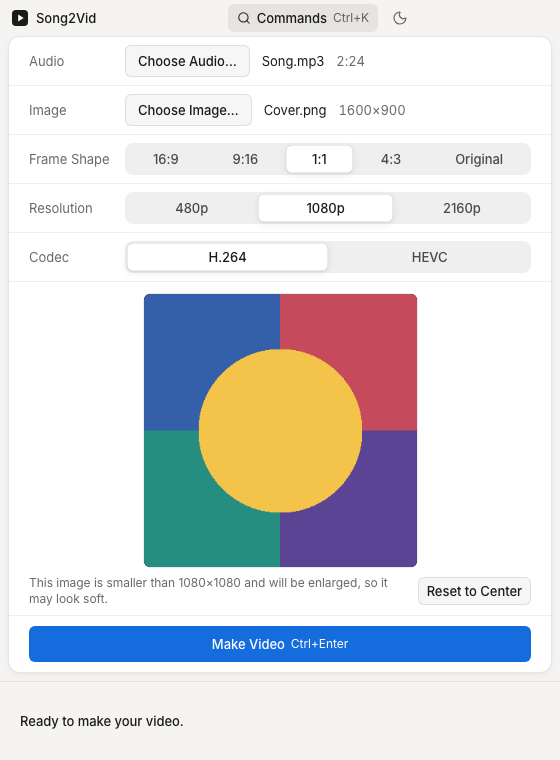 Song2Vid
Commands Ctrl+K
Audio Choose Audio... Song.mp3 2:24
Image Choose Image... Cover.png 1600×900
Frame Shape 16:9 9:16 1:1 4:3 Original
Resolution 480p 1080p 2160p
Codec H.264 HEVC
This image is smaller than 1080×1080 and will be enlarged, so it
may look soft.
Reset to Center
Make Video Ctrl+Enter
Ready to make your video.